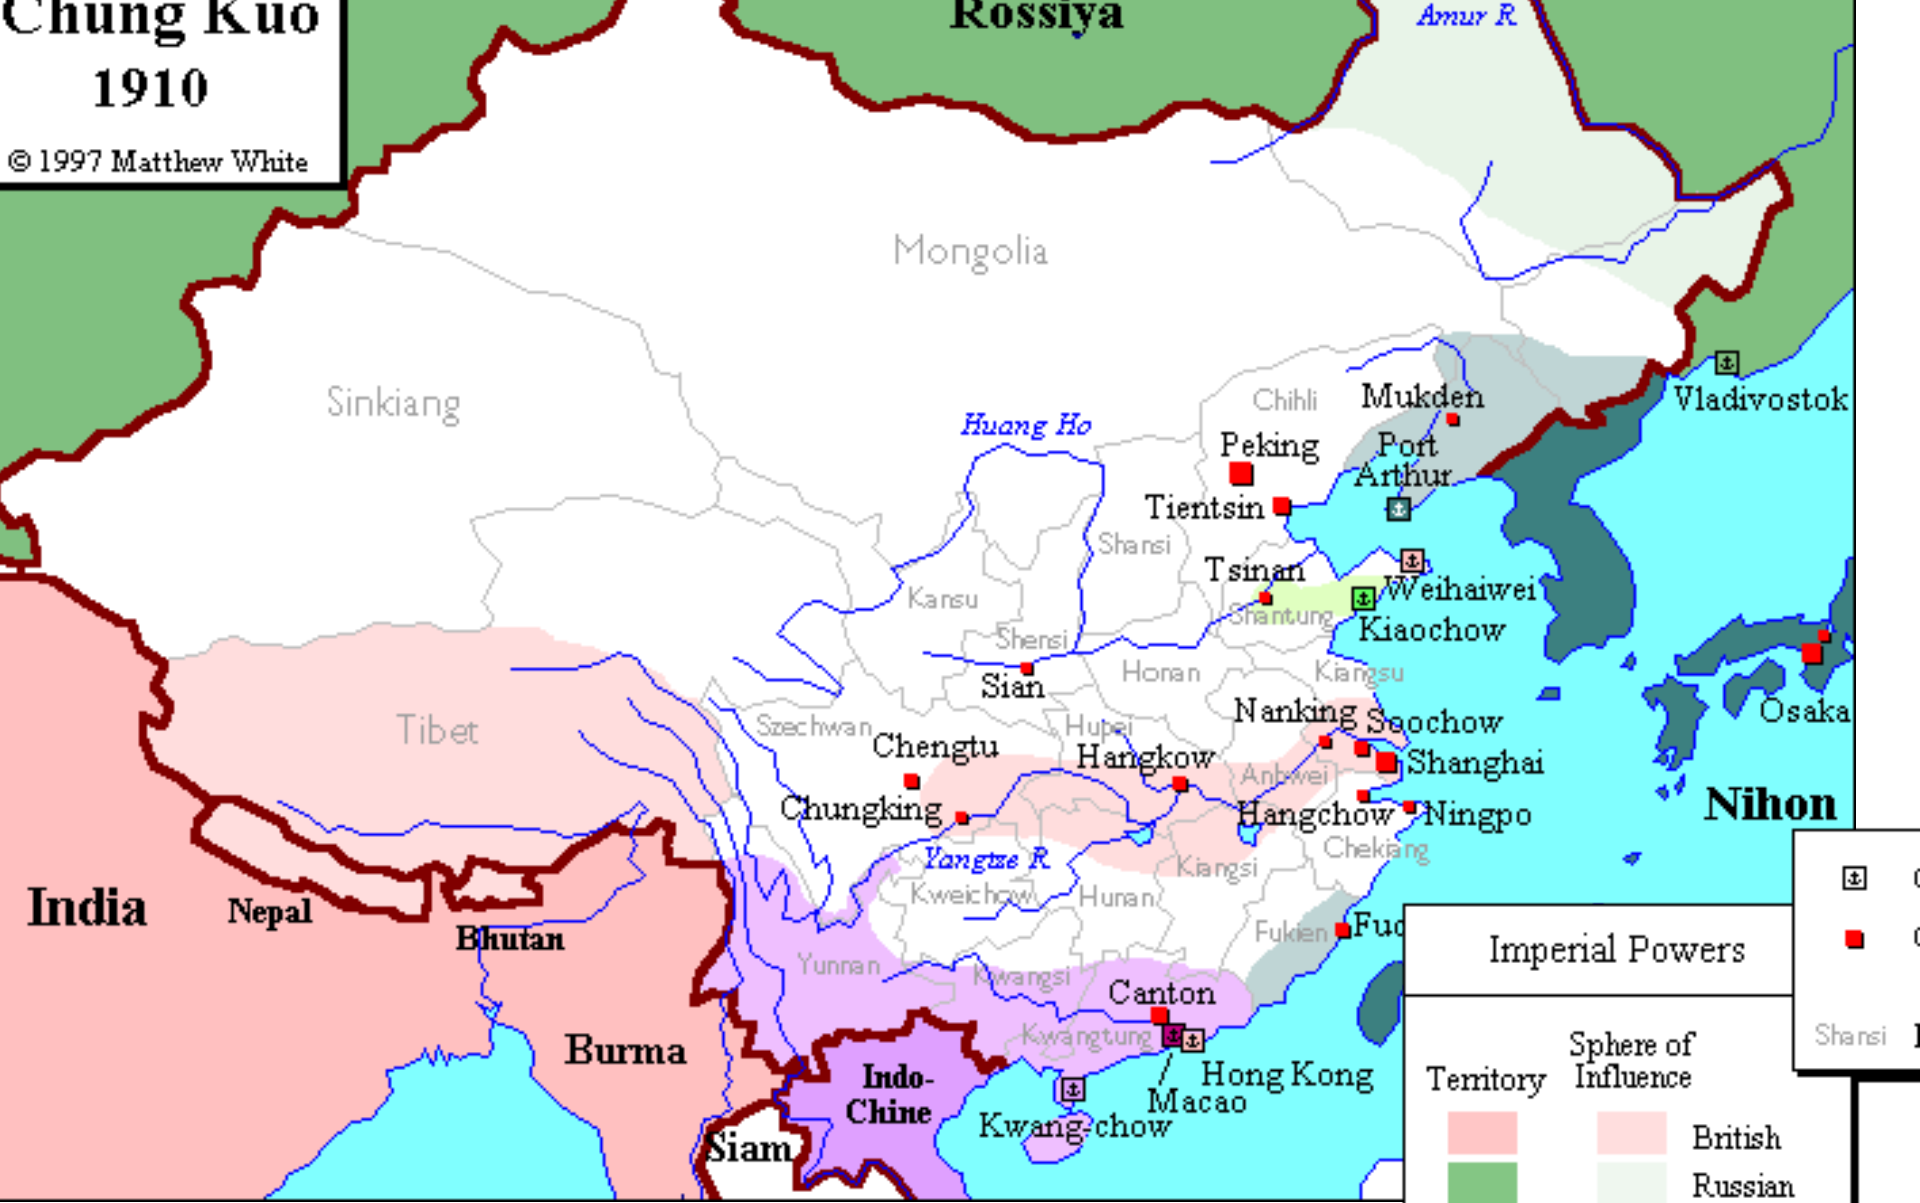 Chung Kuo
1910
© 1997 Matthew White
Rossiya
Amur R
Mongolia
Sinkiang
Huang Ho
Chihli
Mukden
Vladivostok
Peking
Port
Arthur
Tientsin
Shansi
Tsinan
Weihaiwei
Kansu
Shantung
Kiaochow
Shensi
Honan
Kiangsu
Sian
Tibet
Szechwan
Hupei
Nanking
Soochow
Osaka
Chengtu
Hangkow
Anhwei
Shanghai
Chungking
Hangchow
Ningpo
Nihon
Yangtze R
Chekiang
Kiangsi
Kweichow
Hunan
India
Nepal
Bhutan
Fukien
Yunnan
Kwangsi
Canton
Kwangtung
Burma
Indo-
Chine
Hong Kong
Macao
Kwang-chow
Siam
Imperial Powers
Shansi
Territory
Sphere of
Influence
British
Russian